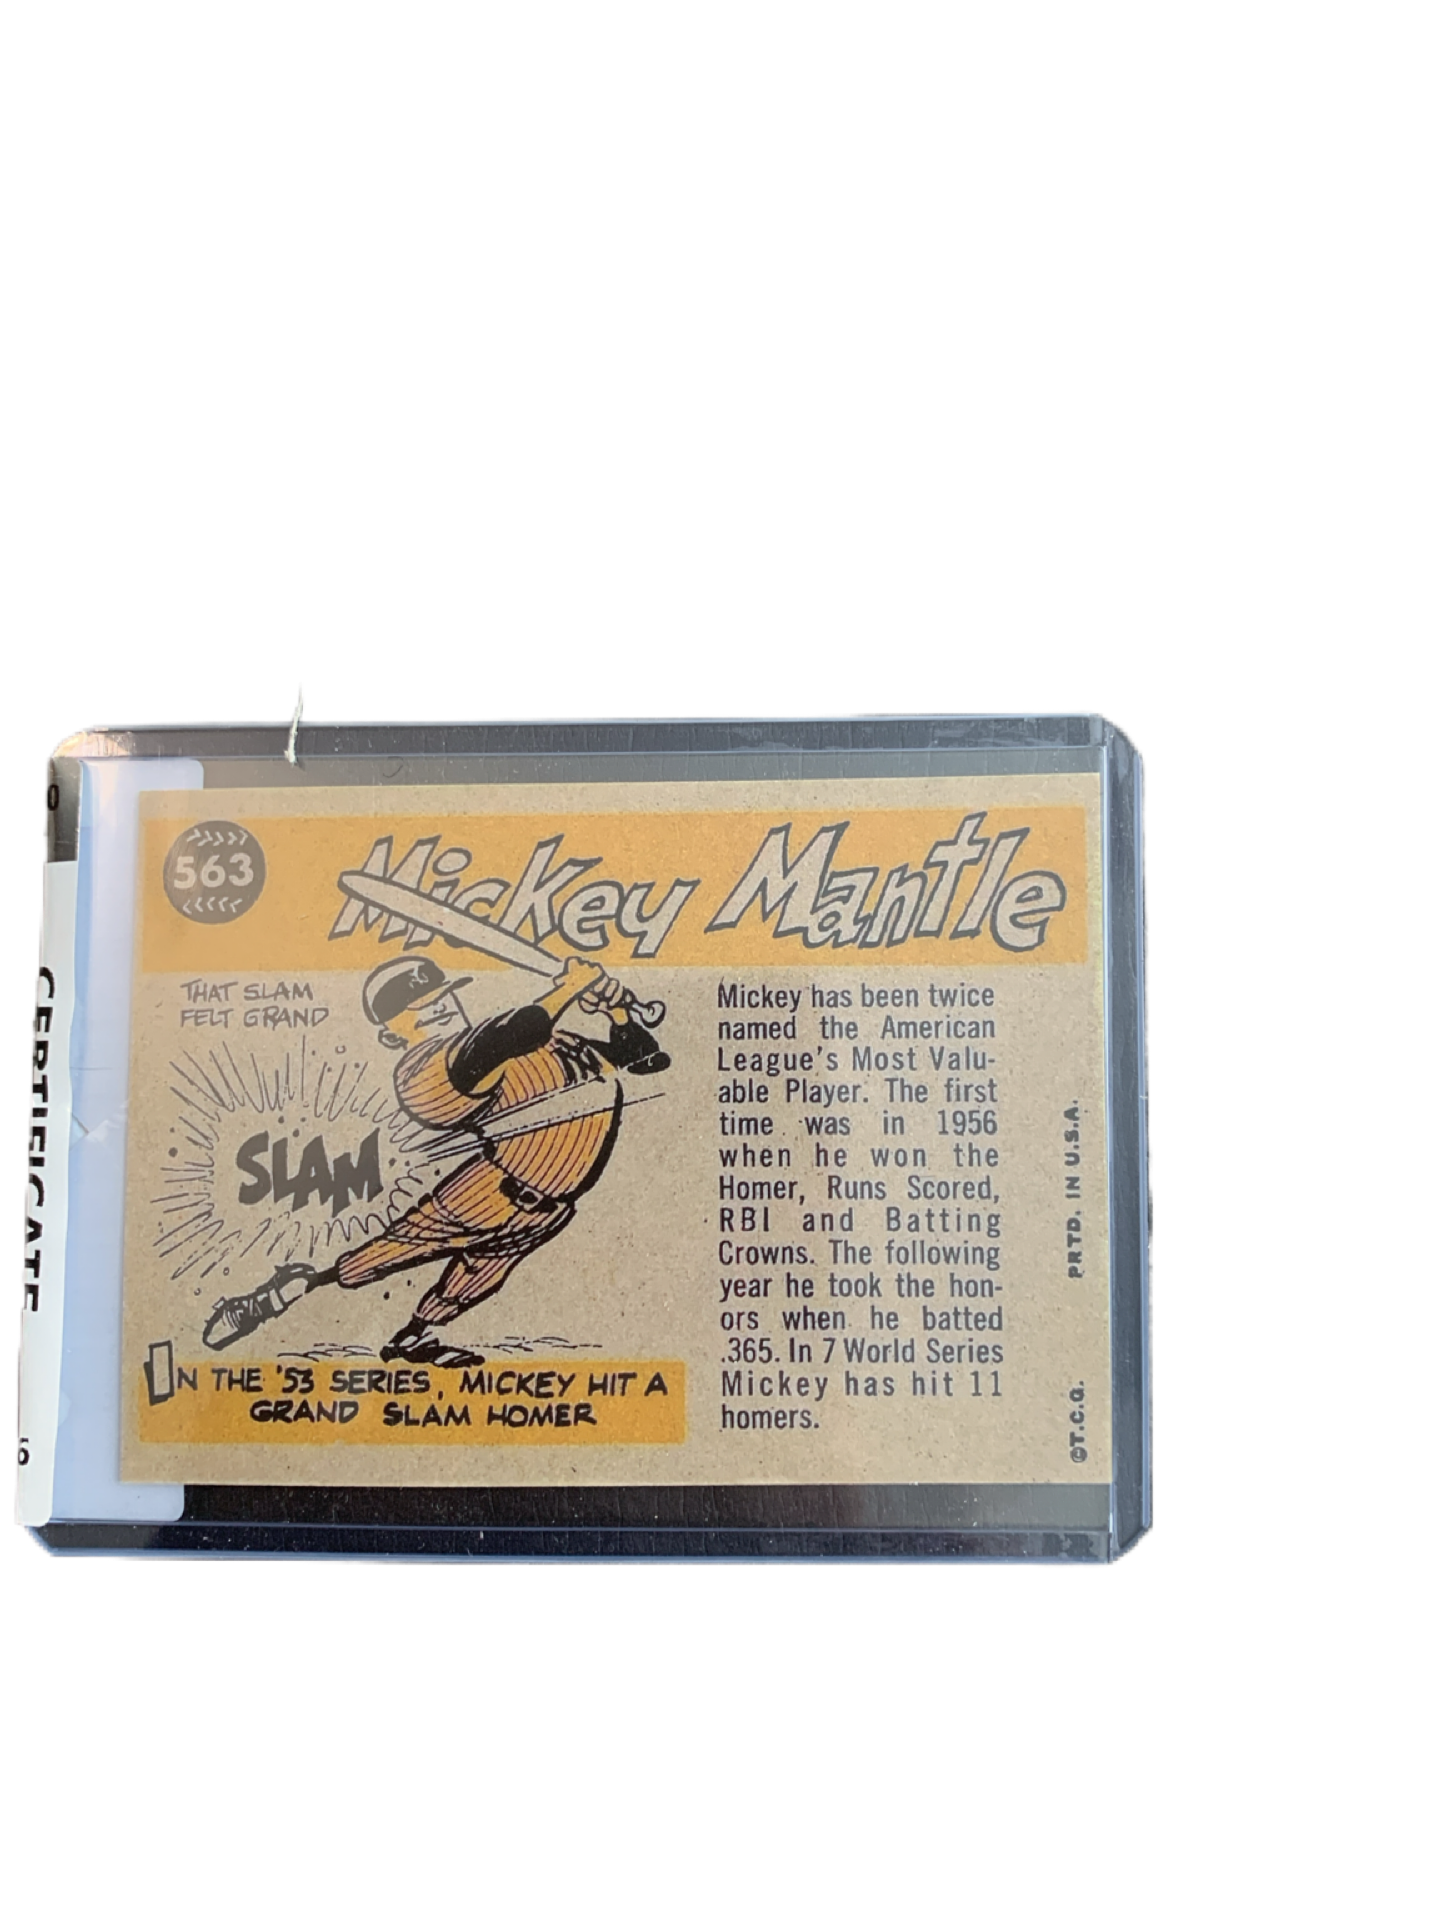 563
Mickey Mantle
THAT SLAM
FELT GRAND
SLAM
IN THE '53 SERIES, MICKEY HIT A
GRAND SLAM HOMER
Mickey has been twice
named the American
League's Most Valu-
able Player. The first
time was in 1956
when he won the
Homer, Runs Scored,
RBI and Batting
Crowns. The following
year he took the hon-
ors when he batted
.365. In 7 World Series
Mickey has hit 11
homers.
©T.C.G. PRTD. IN U.S.A.
CERTIFICATE